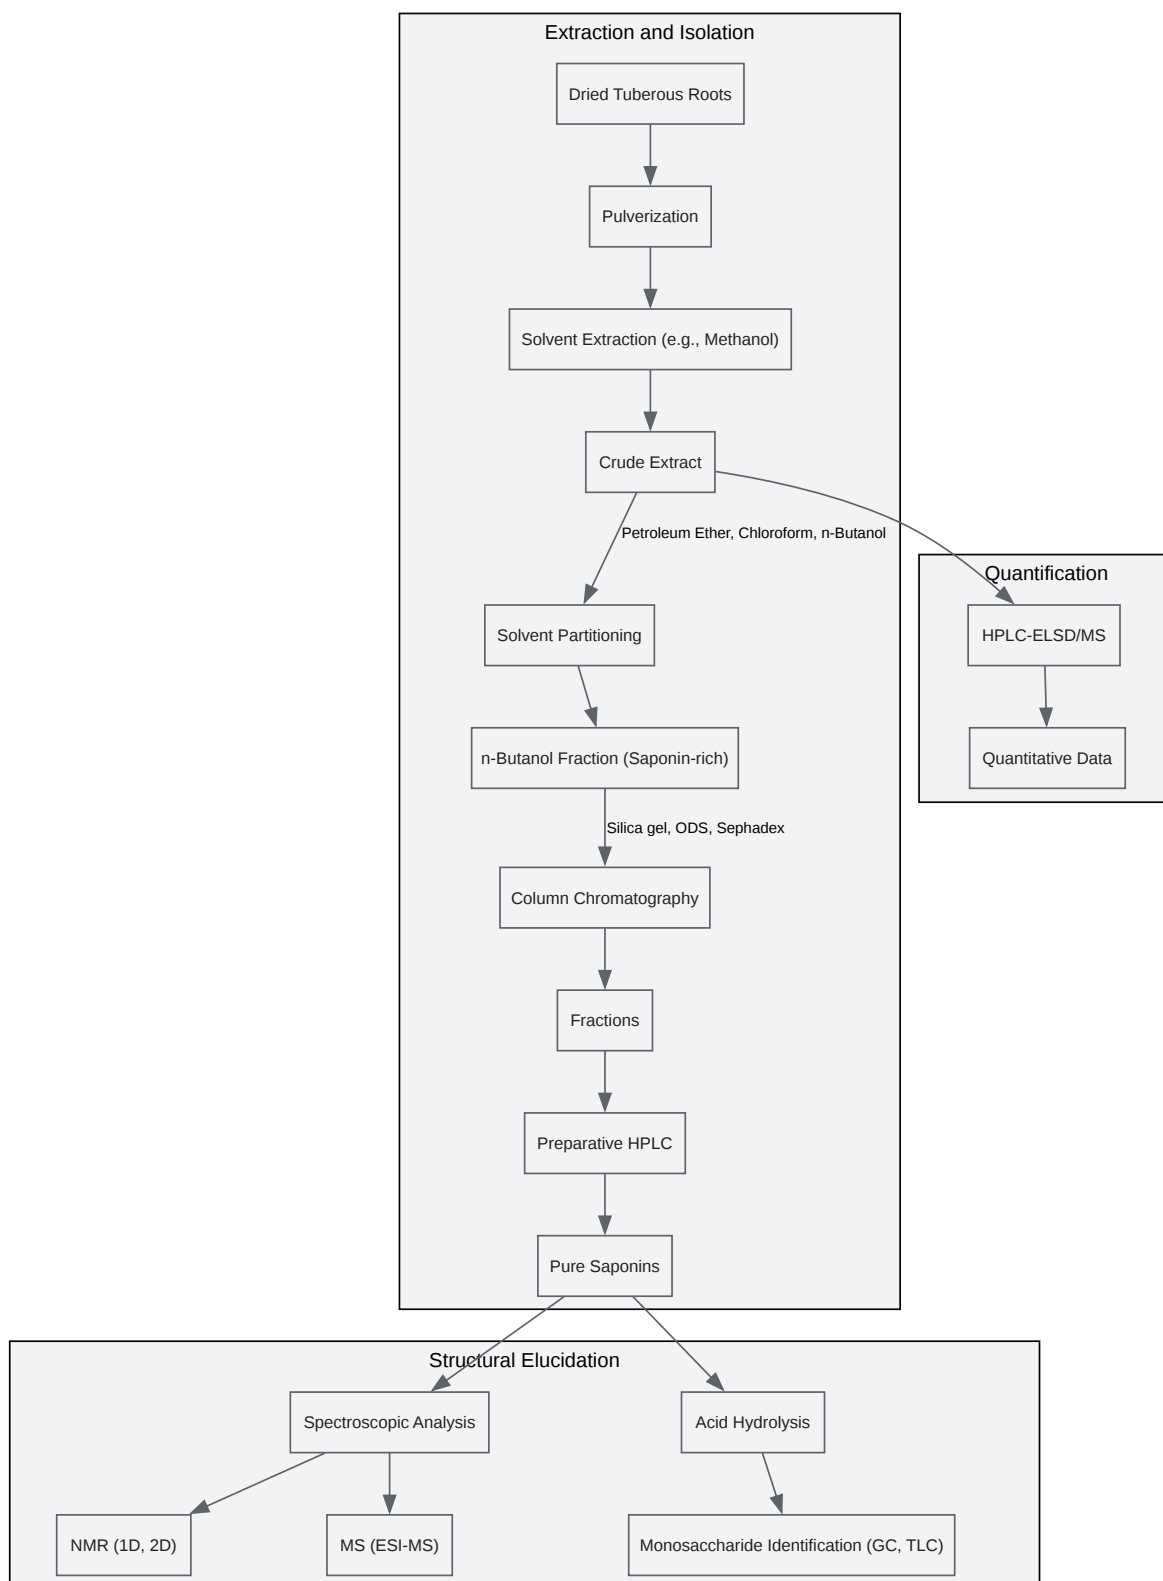 Extraction and Isolation
Dried Tuberous Roots
Pulverization
Solvent Extraction (e.g., Methanol)
Crude Extract
Petroleum Ether, Chloroform, n-Butanol
Quantification
Solvent Partitioning
HPLC-ELSD/MS
n-Butanol Fraction (Saponin-rich)
Quantitative Data
Silica gel, ODS, Sephadex
Column Chromatography
Fractions
Preparative HPLC
Pure Saponins
Structural Elucidation
Spectroscopic Analysis
Acid Hydrolysis
NMR (1D, 2D)
MS (ESI-MS)
Monosaccharide Identification (GC, TLC)